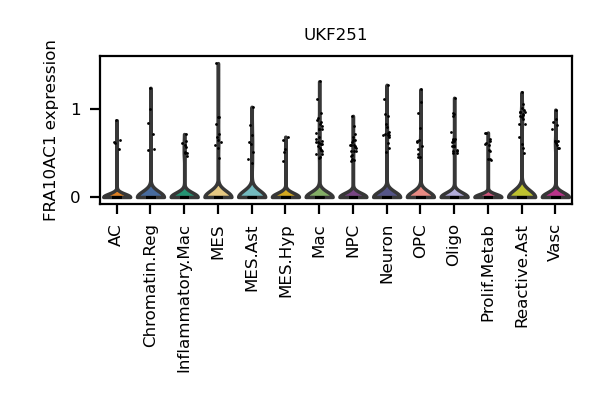 UKF251
FRA10AC1 expression
1
0
AC
Chromatin.Reg
Inflammatory.Mac
MES
MES.Ast
MES.Hyp
Mac
NPC
Neuron
OPC
Oligo
Prolif.Metab
Reactive.Ast
Vasc